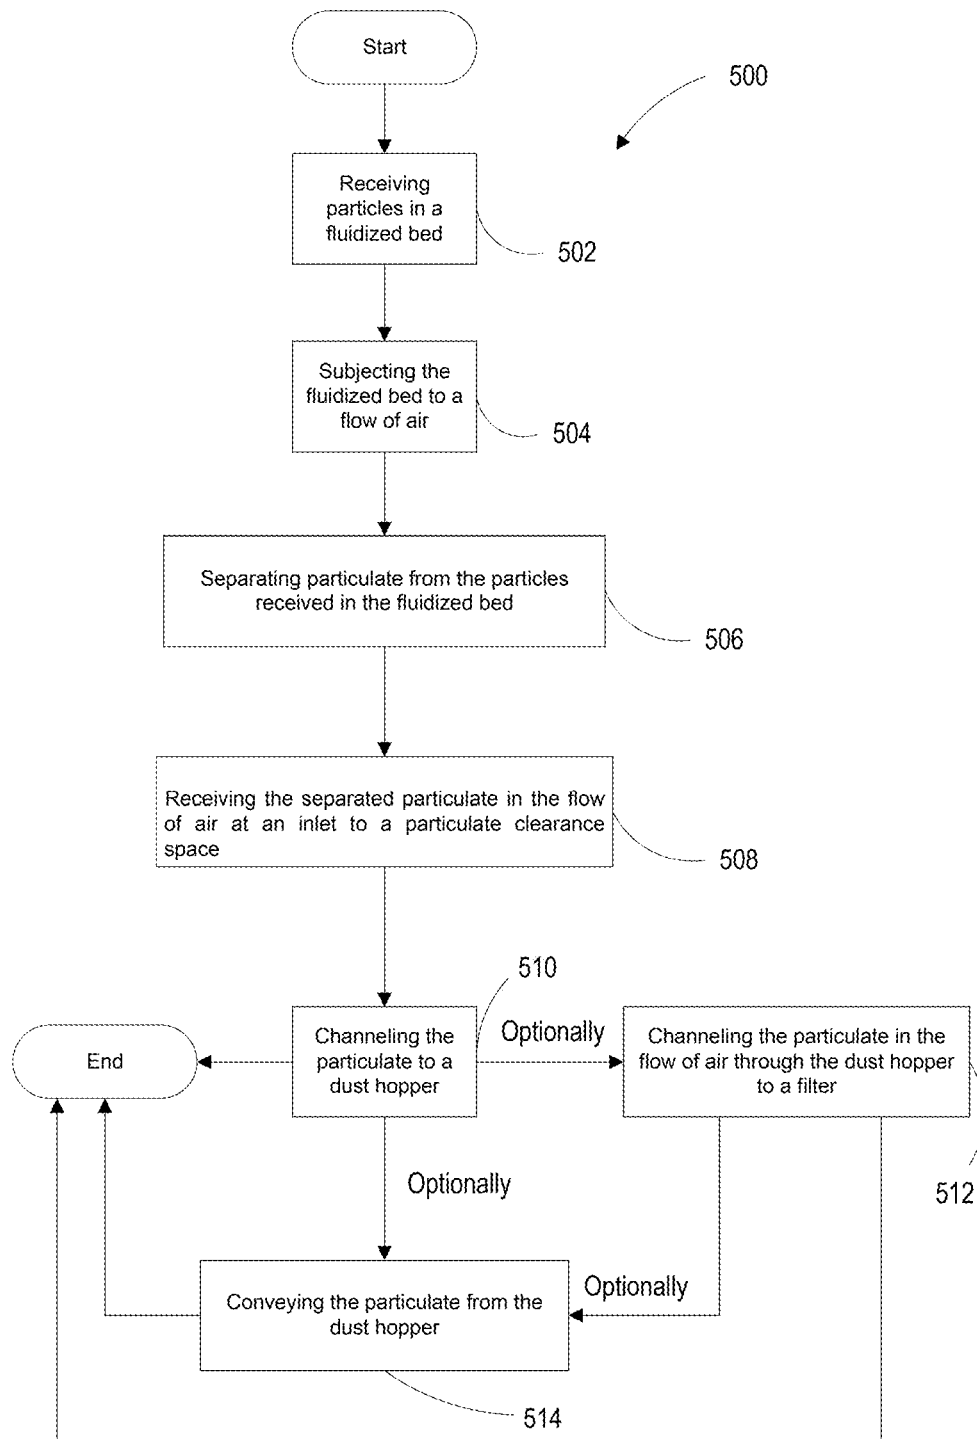 Start
500
Receiving
particles in a
fluidized bed
502
Subjecting the
fluidized bed to a
flow of air
504
Separating particulate from the particles
received in the fluidized bed
506
Receiving the separated particulate in the flow
of air at an inlet to a particulate clearance
space
508
510
End
Channeling the
particulate to a
dust hopper
Optionally
Channeling the particulate in the
flow of air through the dust hopper
to a filter
512
Optionally
Conveying the particulate from the
dust hopper
Optionally
514